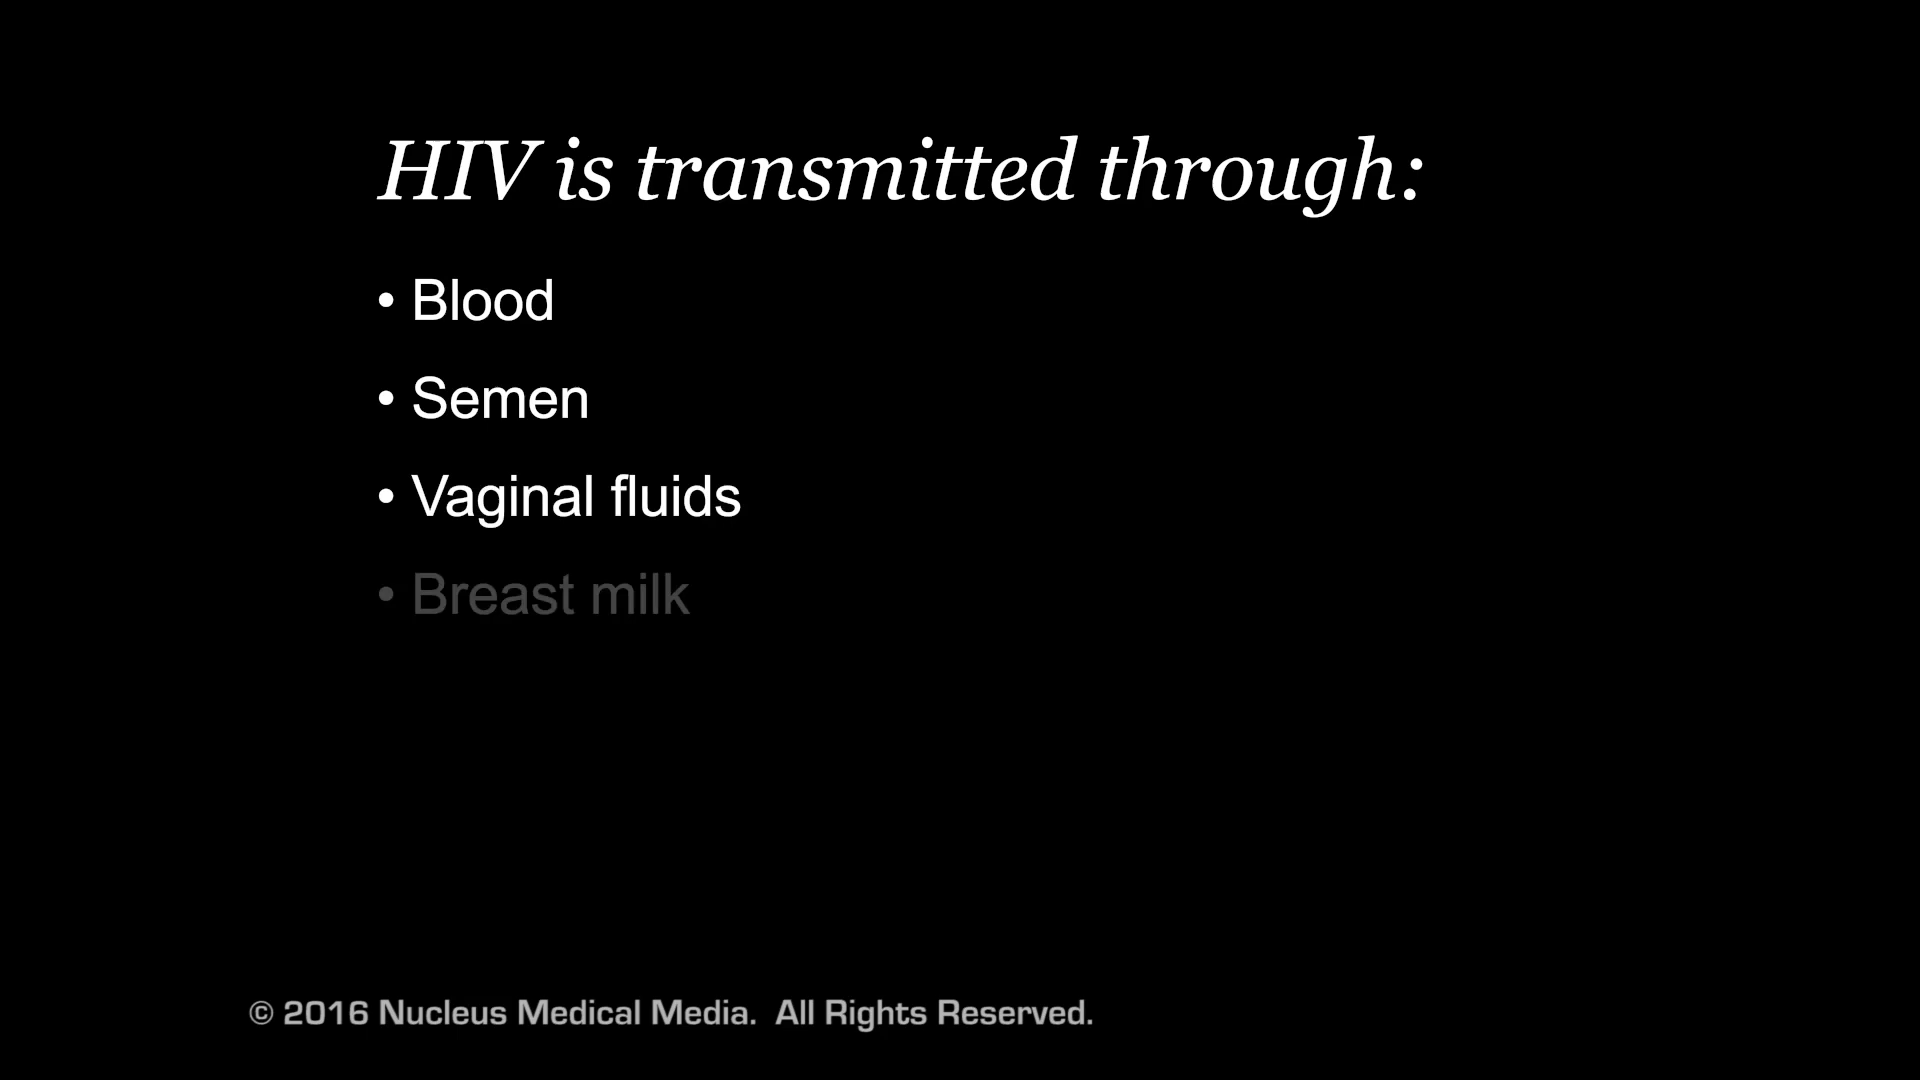 HIV is transmitted through:
• Blood
• Semen
• Vaginal fluids
• Breast milk
© 2016 Nucleus Medical Media. All Rights Reserved.